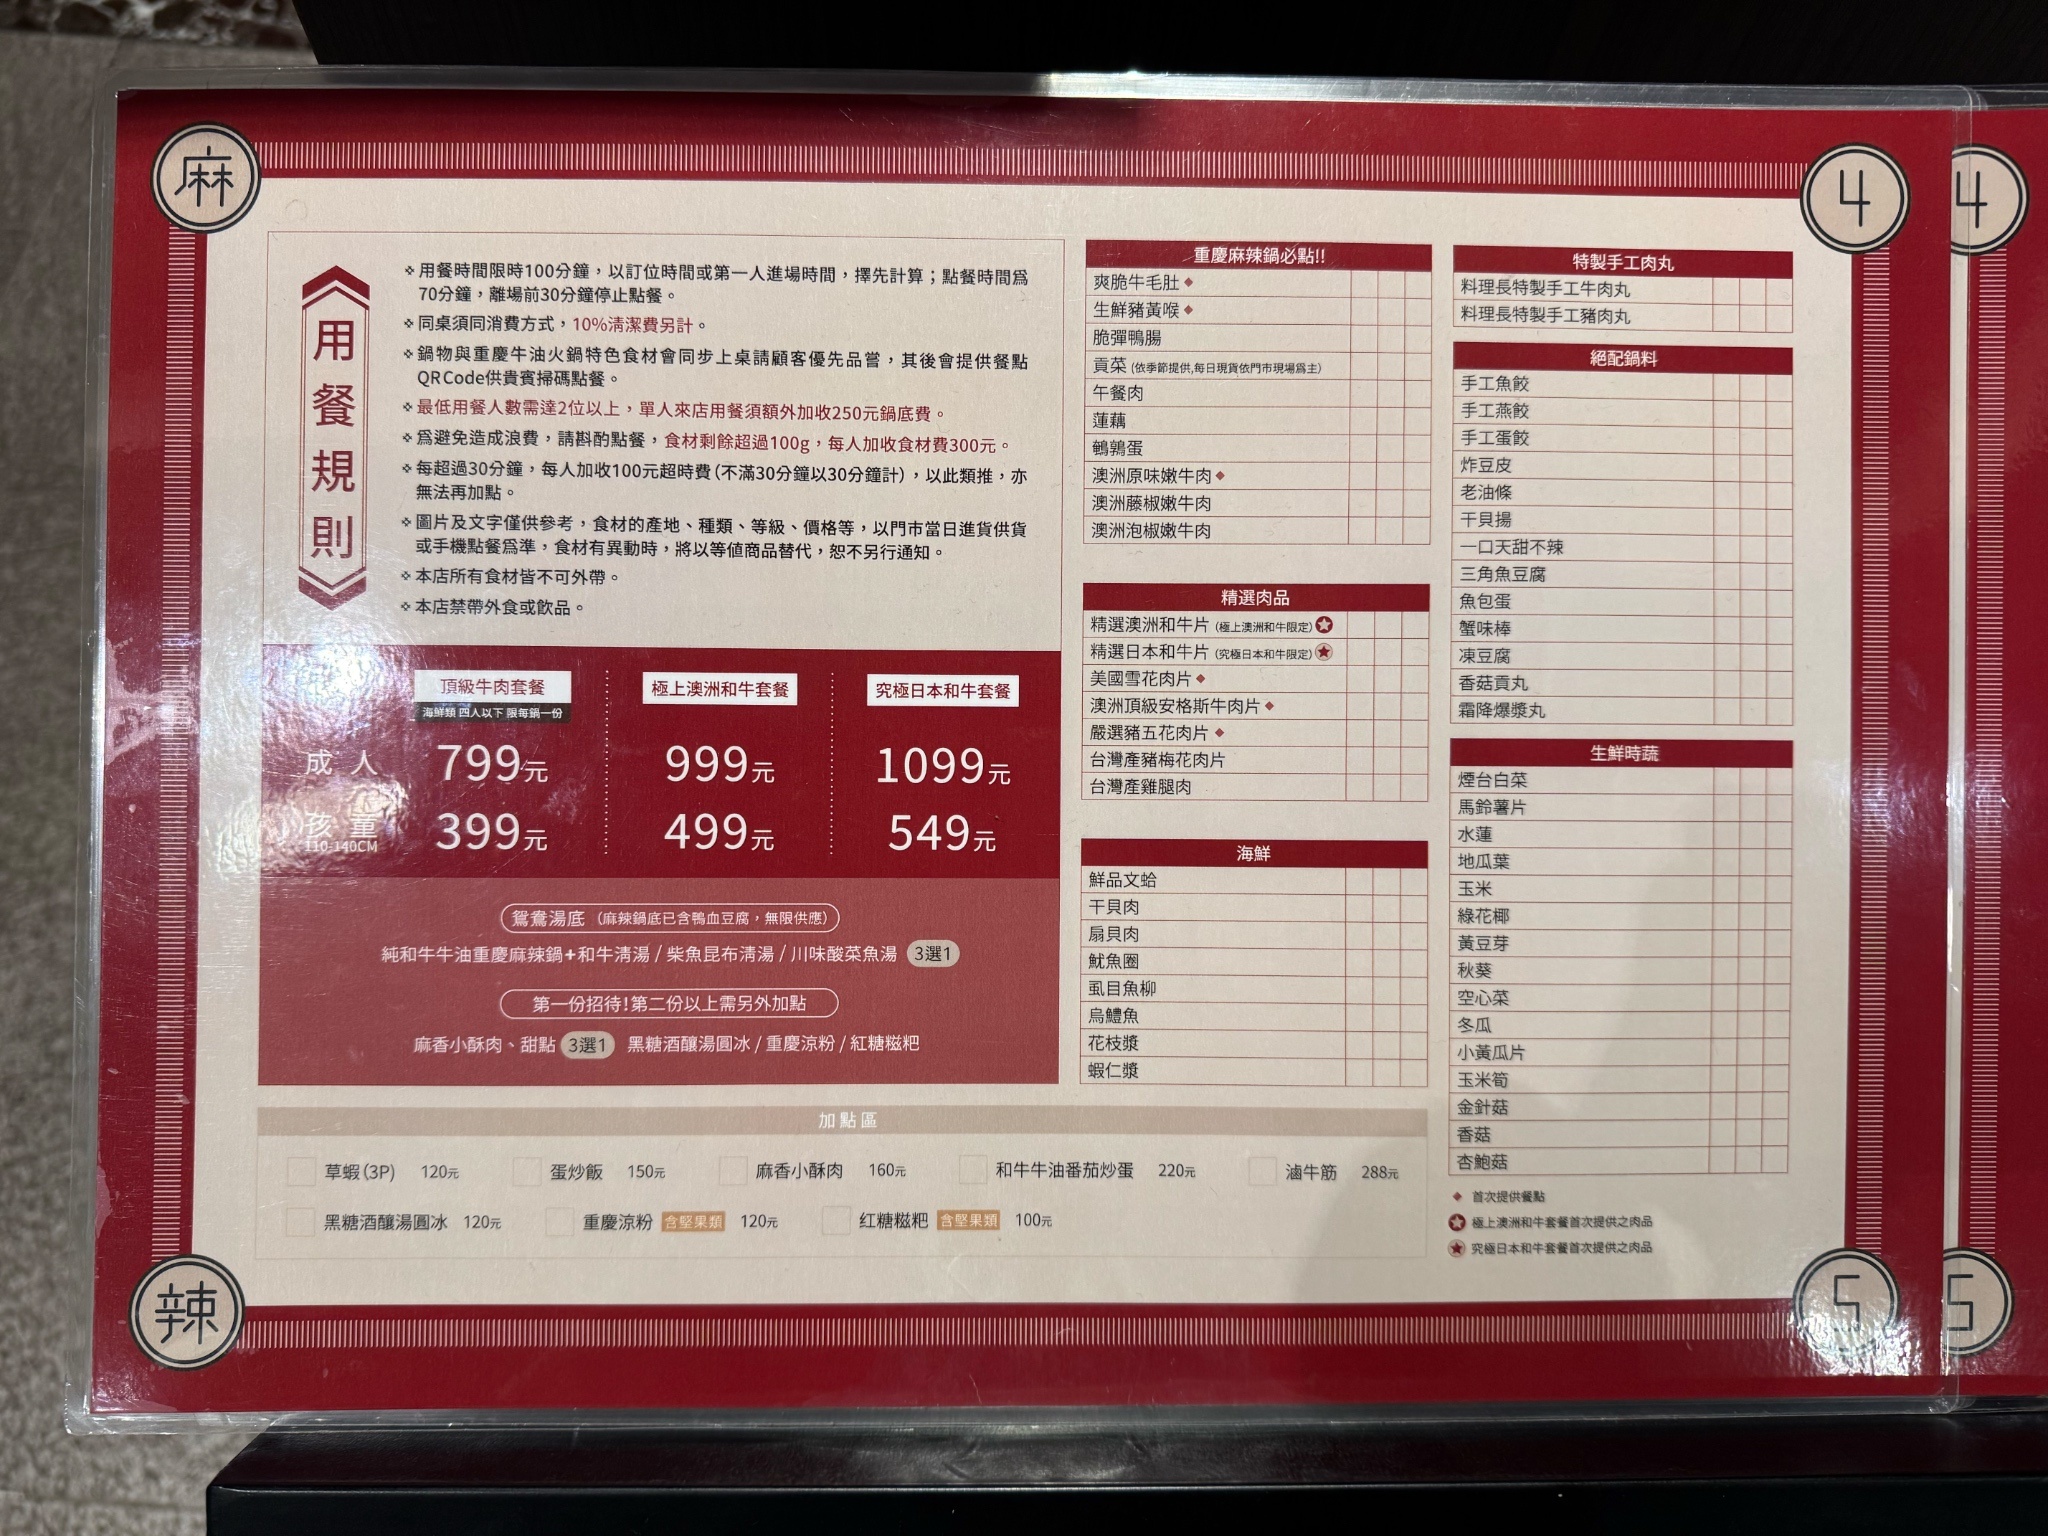 麻
4
4
用餐規則
❖用餐時間限時100分鐘，以訂位時間或第一人進場時間，擇先計算；點餐時間爲
70分鐘，離場前30分鐘停止點餐。
❖同桌須同消費方式，10%清潔費另計。
❖鍋物與重慶牛油火鍋特色食材會同步上桌請顧客優先品嘗，其後會提供餐點
QRCode供貴賓掃碼點餐。
❖最低用餐人數需達2位以上，單人來店用餐須額外加收250元鍋底費。
❖爲避免造成浪費，請斟酌點餐，食材剩餘超過100g，每人加收食材費300元。
❖每超過30分鐘，每人加收100元超時費(不滿30分鐘以30分鐘計)，以此類推，亦
無法再加點。
❖圖片及文字僅供參考，食材的產地、種類、等級、價格等，以門市當日進貨供貨
或手機點餐爲準，食材有異動時，將以等値商品替代，恕不另行通知。
❖本店所有食材皆不可外帶。
❖本店禁帶外食或飲品。
頂級牛肉套餐
海鮮類 四人以下 限每鍋一份
極上澳洲和牛套餐
究極日本和牛套餐
成人 799元 999元 1099元
孩童 399元 499元 549元
110-140CM
鴛鴦湯底 (麻辣鍋底已含鴨血豆腐，無限供應)
純和牛牛油重慶麻辣鍋+和牛清湯 / 柴魚昆布清湯 / 川味酸菜魚湯 3選1
第一份招待!第二份以上需另外加點
麻香小酥肉、甜點 3選1 黑糖酒釀湯圓冰 / 重慶涼粉 / 紅糖糍粑
加點區
草蝦(3P) 120元 蛋炒飯 150元 麻香小酥肉 160元 和牛牛油番茄炒蛋 220元 滷牛筋 288元
黑糖酒釀湯圓冰 120元 重慶涼粉 含堅果類 120元 紅糖糍粑 含堅果類 100元
重慶麻辣鍋必點!!
爽脆牛毛肚◆
生鮮豬黃喉◆
脆彈鴨腸
貢菜 (依季節提供,每日現貨依門市現場爲主)
午餐肉
蓮藕
鵪鶉蛋
澳洲原味嫩牛肉◆
澳洲藤椒嫩牛肉
澳洲泡椒嫩牛肉
精選肉品
精選澳洲和牛片 (極上澳洲和牛限定)
精選日本和牛片 (究極日本和牛限定)
美國雪花肉片◆
澳洲頂級安格斯牛肉片◆
嚴選豬五花肉片◆
台灣產豬梅花肉片
台灣產雞腿肉
海鮮
鮮品文蛤
干貝肉
扇貝肉
魷魚圈
虱目魚柳
烏鱧魚
花枝漿
蝦仁漿
特製手工肉丸
料理長特製手工牛肉丸
料理長特製手工豬肉丸
絕配鍋料
手工魚餃
手工燕餃
手工蛋餃
炸豆皮
老油條
干貝揚
一口天甜不辣
三角魚豆腐
魚包蛋
蟹味棒
凍豆腐
香菇貢丸
霜降爆漿丸
生鮮時蔬
煙台白菜
馬鈴薯片
水蓮
地瓜葉
玉米
綠花椰
黃豆芽
秋葵
空心菜
冬瓜
小黃瓜片
玉米筍
金針菇
香菇
杏鮑菇
◆ 首次提供餐點
極上澳洲和牛套餐首次提供之肉品
究極日本和牛套餐首次提供之肉品
辣
5
5